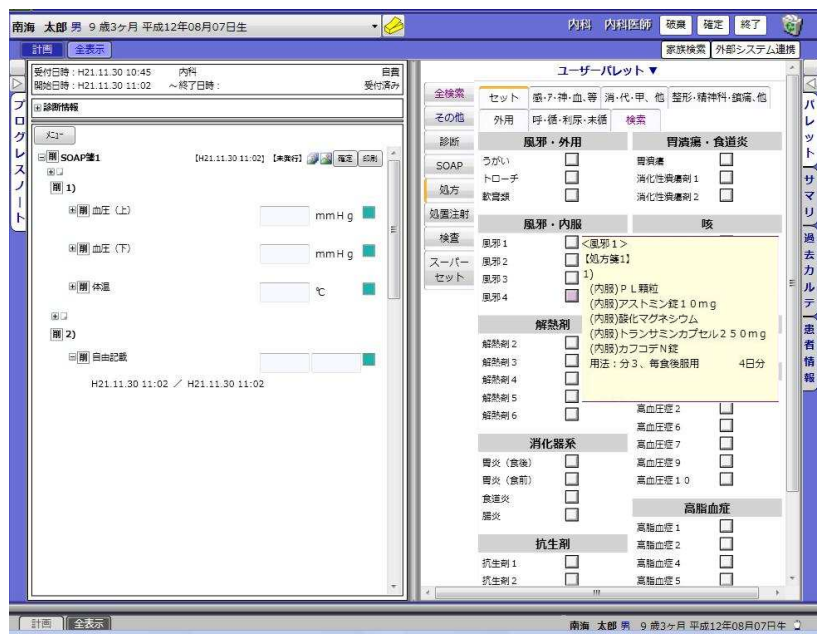 南海 太郎 男 9 歳3ヶ月 平成12年08月07日生
内科 内科医師 破棄 確定 終了
計画 全表示
家族検索 外部システム連携
受付日時：H21.11.30 10:45 内科 自費
開始日時：H21.11.30 11:02 ～終了日時： 受付済み
診断情報
ﾒﾆｭｰ
削 SOAP箋1 [H21.11.30 11:02] 【未発行】 確定 印刷
削 1)
削 血圧（上） mmHg
削 血圧（下） mmHg
削 体温 ℃
削 2)
削 自由記載
H21.11.30 11:02 ／ H21.11.30 11:02
プログレスノート
ユーザーパレット ▼
全検索
その他
診断
SOAP
処方
処置注射
検査
スーパーセット
セット 感･7･神･血､等 消･代･甲、他 整形･精神科･鎮痛､他
外用 呼･循･利尿･末循 検索
風邪・外用
うがい
トローチ
軟膏類
胃潰瘍・食道炎
胃潰瘍
消化性潰瘍剤1
消化性潰瘍剤2
風邪・内服
風邪1
風邪2
風邪3
風邪4
咳
<風邪1>
【処方箋1】
1)
(内服)ＰＬ顆粒
(内服)アストミン錠１０ｍｇ
(内服)酸化マグネシウム
(内服)トランサミンカプセル２５０ｍｇ
(内服)カフコデＮ錠
用法：分３、毎食後服用 4日分
解熱剤
解熱剤2
解熱剤3
解熱剤4
解熱剤5
解熱剤6
高血圧症2
高血圧症6
高血圧症7
高血圧症9
高血圧症１０
消化器系
胃炎（食後）
胃炎（食前）
食道炎
腸炎
高脂血症
高脂血症1
高脂血症2
高脂血症4
高脂血症5
抗生剤
抗生剤1
抗生剤2
パレット
サマリ
過去カルテ
患者情報
計画 全表示
南海 太郎 男 9 歳3ヶ月 平成12年08月07日生